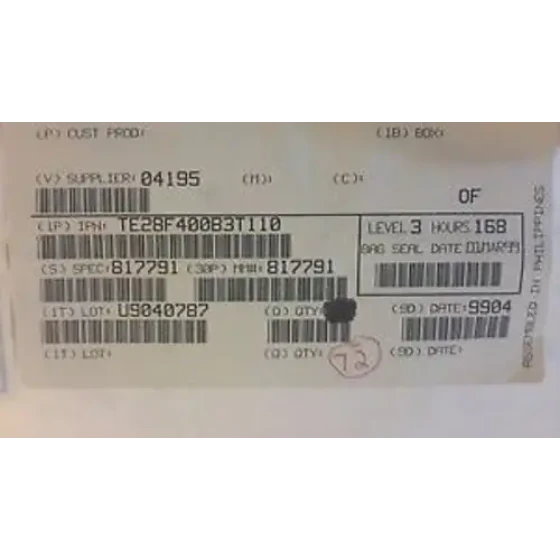 (P) CUST PROD: (1B) BOX:
(V) SUPPLIER: 04195 (M): (C):
OF
(1P) IPN: TE28F400B3T110
LEVEL 3 HOURS 168
BAG SEAL DATE 01MAR99
(S) SPEC: 817791 (30P) MM#: 817791
(1T) LOT: U9040787 (Q) QTY: (9D) DATE: 9904
(1T) LOT: (Q) QTY: 72 (9D) DATE:
ASSEMBLED IN PHILIPPINES